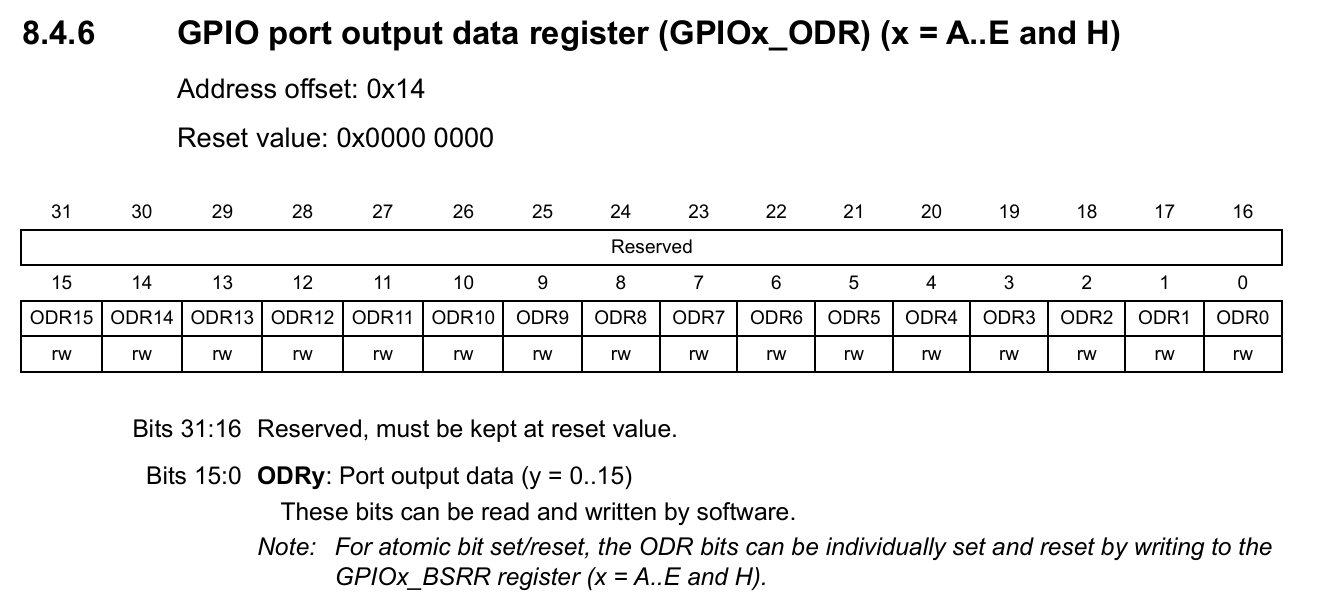 8.4.6 GPIO port output data register (GPIOx_ODR) (x = A..E and H)
Address offset: 0x14
Reset value: 0x0000 0000
31 30 29 28 27 26 25 24 23 22 21 20 19 18 17 16
Reserved
15 14 13 12 11 10 9 8 7 6 5 4 3 2 1 0
ODR15 ODR14 ODR13 ODR12 ODR11 ODR10 ODR9 ODR8 ODR7 ODR6 ODR5 ODR4 ODR3 ODR2 ODR1 ODR0
rw rw rw rw rw rw rw rw rw rw rw rw rw rw rw rw
Bits 31:16 Reserved, must be kept at reset value.
Bits 15:0 ODRy: Port output data (y = 0..15)
These bits can be read and written by software.
Note: For atomic bit set/reset, the ODR bits can be individually set and reset by writing to the
GPIOx_BSRR register (x = A..E and H).